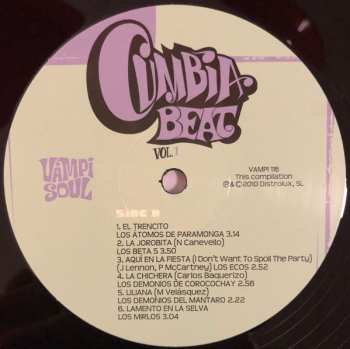 CUMBIA
BEAT
VOL. 1
VAMPI
SOUL
VAMPI 118
This compilation
℗&© 2010 Distrolux, SL
SIDE B
1. EL TRENCITO
LOS ÁTOMOS DE PARAMONGA 3.14
2. LA JOROBITA (N Canevello)
LOS BETA 5 3.50
3. AQUÍ EN LA FIESTA (I Don't Want To Spoil The Party)
(J Lennon, P McCartney) LOS ECOS 2.52
4. LA CHICHERA (Carlos Baquerizo)
LOS DEMONIOS DE COROCOCHAY 2.58
5. LILIANA (M Velásquez)
LOS DEMONIOS DEL MANTARO 2.22
6. LAMENTO EN LA SELVA
LOS MIRLOS 3.04